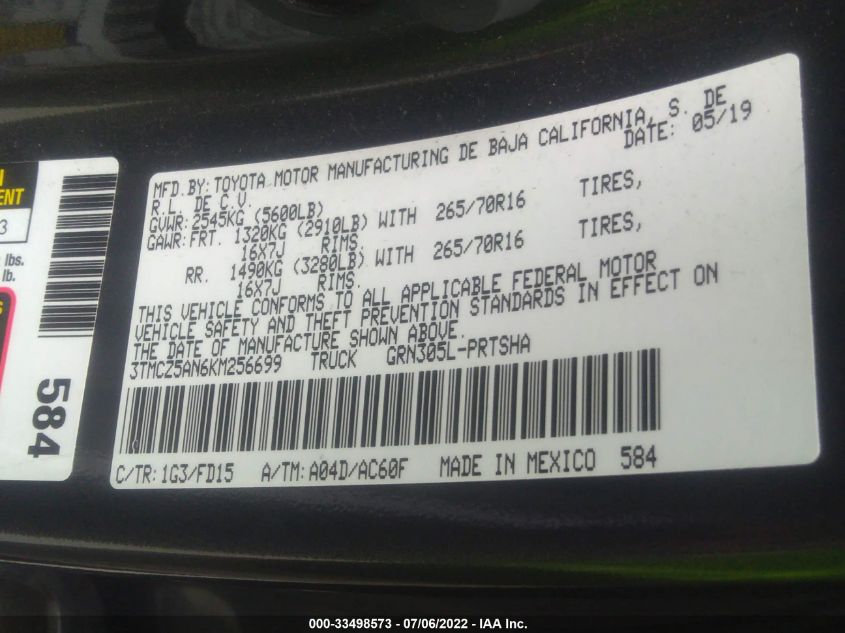 MFD. BY: TOYOTA MOTOR MANUFACTURING DE BAJA CALIFORNIA, S. DE
R.L. DE C.V. DATE: 05/19
GVWR: 2545KG (5600LB)
GAWR: FRT. 1320KG (2910LB) WITH 265/70R16 TIRES,
16X7J RIMS.
RR. 1490KG (3280LB) WITH 265/70R16 TIRES,
16X7J RIMS.
THIS VEHICLE CONFORMS TO ALL APPLICABLE FEDERAL MOTOR
VEHICLE SAFETY AND THEFT PREVENTION STANDARDS IN EFFECT ON
THE DATE OF MANUFACTURE SHOWN ABOVE.
3TMCZ5AN6KM256699 TRUCK GRN305L-PRTSHA
C/TR: 1G3/FD15 A/TM: A04D/AC60F MADE IN MEXICO 584
3
lbs.
lb.
584
000-33498573 - 07/06/2022 - IAA Inc.